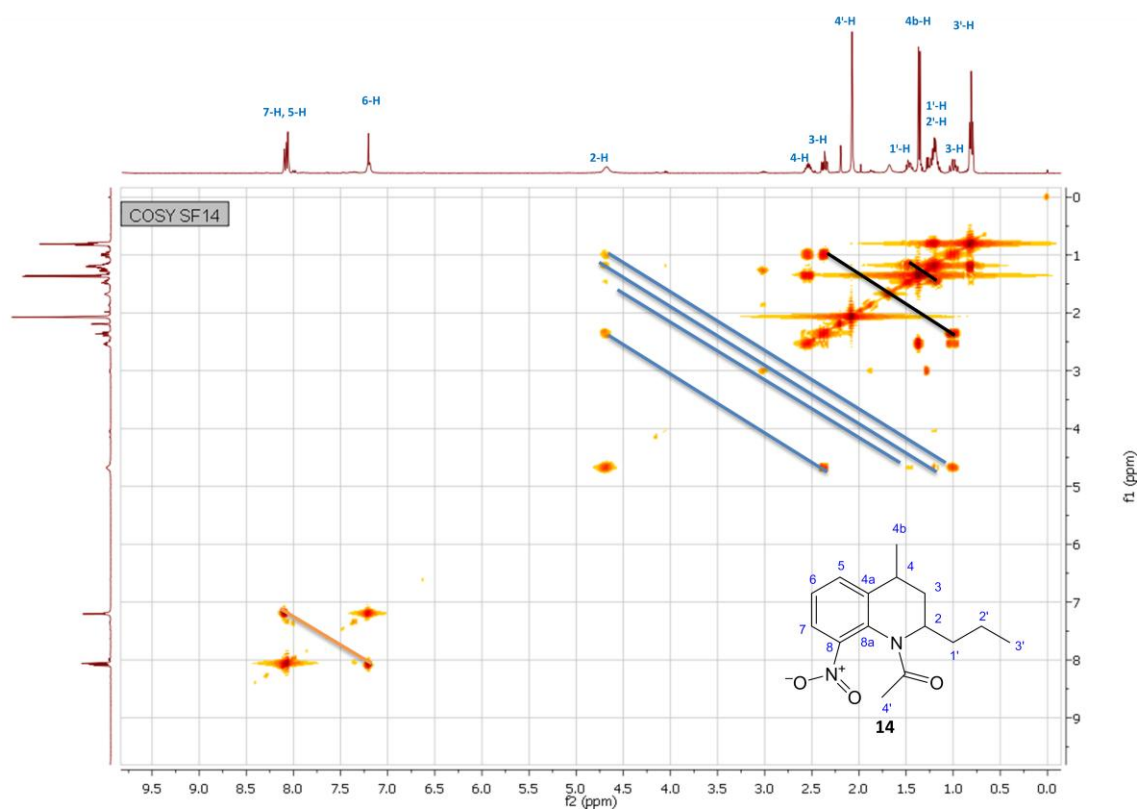 4'-H
4b-H
3'-H
7-H, 5-H
6-H
1'-H
2'-H
3-H
2-H
4-H
1'-H
3-H
COSY SF14
0
1
2
3
4
5
6
7
8
9
f1 (ppm)
4b
5
4
6
4a
3
7
2
2'
8
8a
N
1'
3'
N+
−O
O
O
4'
14
9.5 9.0 8.5 8.0 7.5 7.0 6.5 6.0 5.5 5.0 4.5 4.0 3.5 3.0 2.5 2.0 1.5 1.0 0.5 0.0
f2 (ppm)